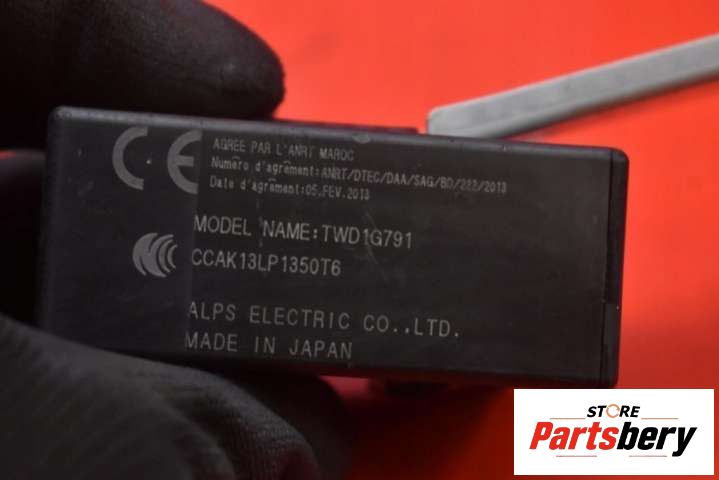 CE
AGREE PAR L'ANRT MAROC
Numéro d'agrément:ANRT/DTEC/DAA/SAG/BD/222/2013
Date d'agrément:05.FEV.2013
MODEL NAME:TWD1G791
CCAK13LP1350T6
ALPS ELECTRIC CO.,LTD.
MADE IN JAPAN
STORE
Partsbery